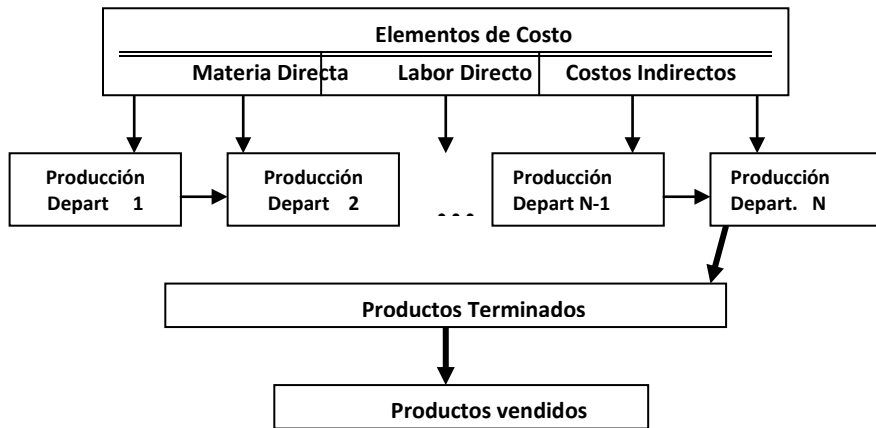 Elementos de Costo
Materia Directa Labor Directo Costos Indirectos
Producción
Depart 1
Producción
Depart 2
...
Producción
Depart N-1
Producción
Depart. N
Productos Terminados
Productos vendidos